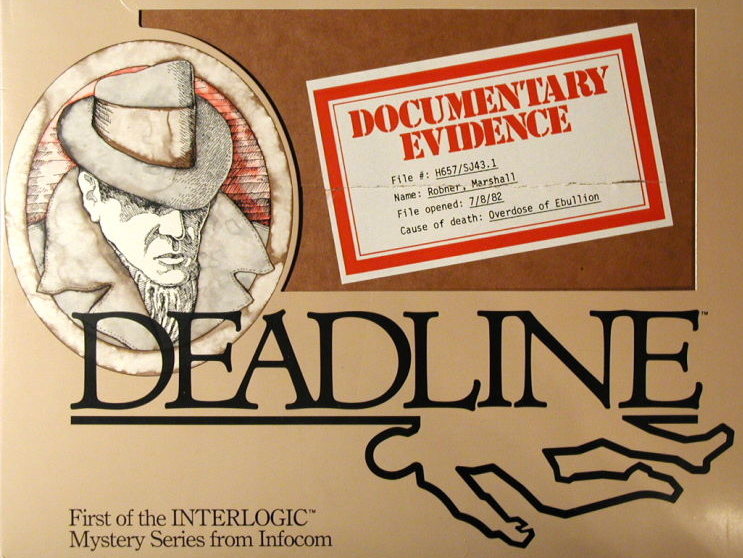 DOCUMENTARY
EVIDENCE
File #: H657/SJ43.1
Name: Robner, Marshall
File opened: 7/8/82
Cause of death: Overdose of Ebullion
DEADLINE™
First of the INTERLOGIC™
Mystery Series from Infocom